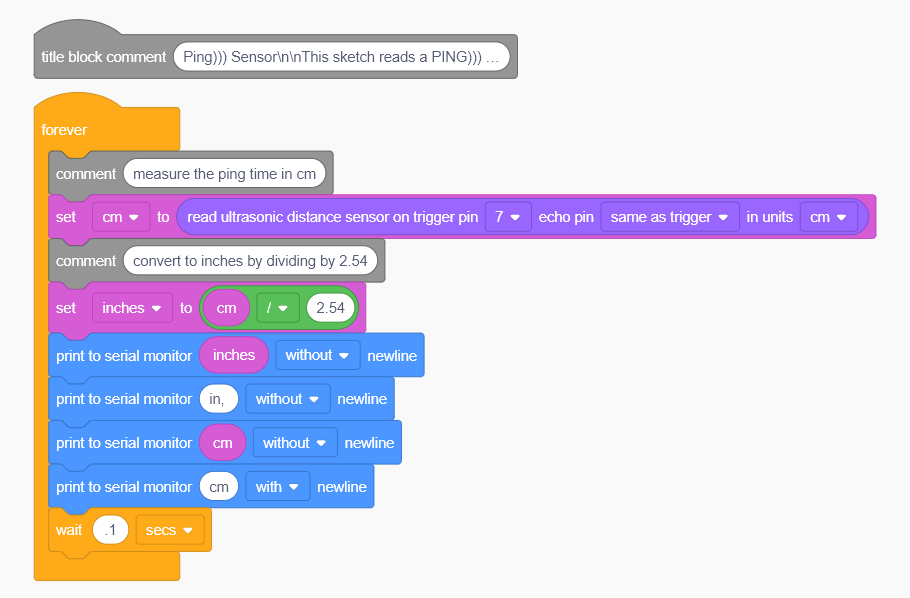 title block comment Ping))) Sensor\n\nThis sketch reads a PING))) ...
forever
comment measure the ping time in cm
set cm to read ultrasonic distance sensor on trigger pin 7 echo pin same as trigger in units cm
comment convert to inches by dividing by 2.54
set inches to cm / 2.54
print to serial monitor inches without newline
print to serial monitor in, without newline
print to serial monitor cm without newline
print to serial monitor cm with newline
wait .1 secs